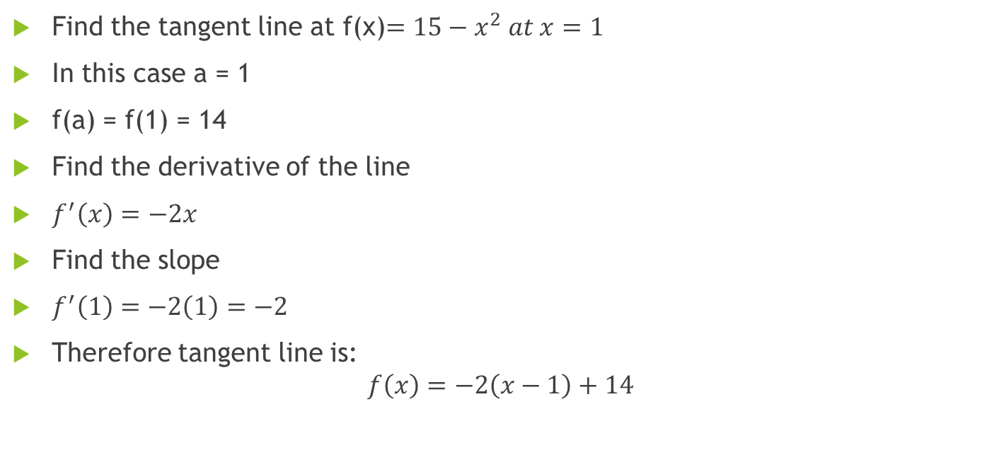 ▶ Find the tangent line at f(x)= 15 − x² at x = 1
▶ In this case a = 1
▶ f(a) = f(1) = 14
▶ Find the derivative of the line
▶ f′(x) = −2x
▶ Find the slope
▶ f′(1) = −2(1) = −2
▶ Therefore tangent line is:
f(x) = −2(x − 1) + 14